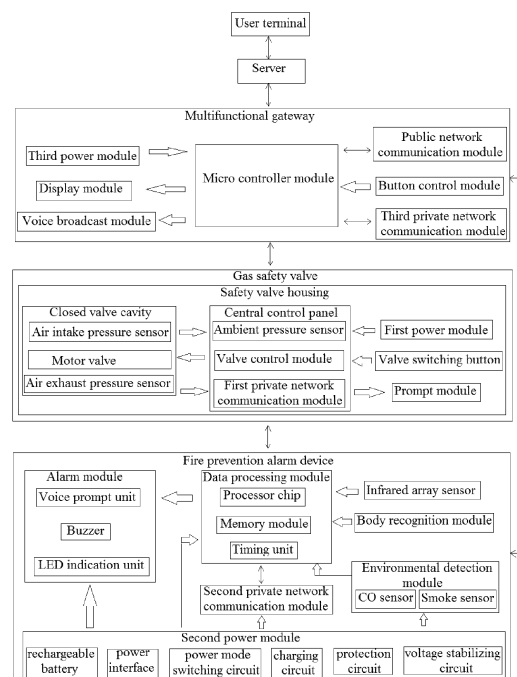 User terminal
Server
Multifunctional gateway
Third power module
Display module
Voice broadcast module
Micro controller module
Public network
communication module
Button control module
Third private network
communication module
Gas safety valve
Safety valve housing
Closed valve cavity
Air intake pressure sensor
Motor valve
Air exhaust pressure sensor
Central control panel
Ambient pressure sensor
Valve control module
First private network
communication module
First power module
Valve switching button
Prompt module
Fire prevention alarm device
Alarm module
Voice prompt unit
Buzzer
LED indication unit
Data processing module
Processor chip
Memory module
Timing unit
Infrared array sensor
Body recognition module
Environmental detection
module
CO sensor
Smoke sensor
Second private network
communication module
Second power module
rechargeable
battery
power
interface
power mode
switching circuit
charging
circuit
protection
circuit
voltage stabilizing
circuit